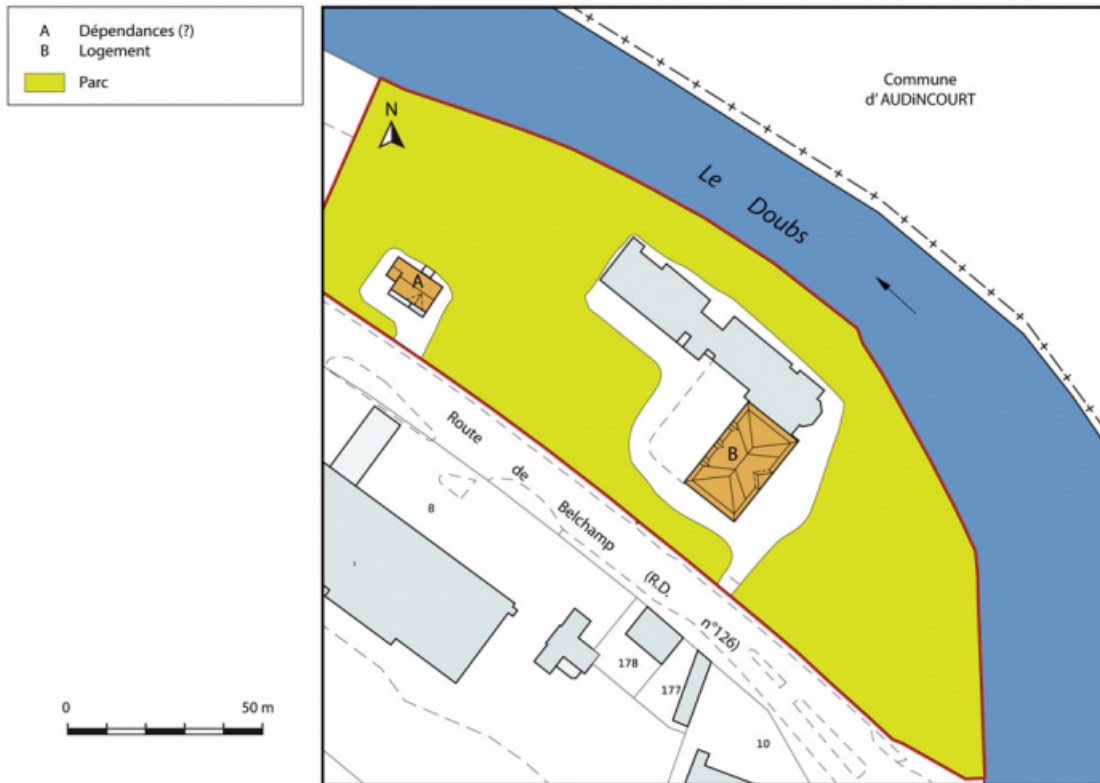 A Dépendances (?)
B Logement
Parc
N
Commune
d' AUDiNCOURT
Le Doubs
A
B
Route de Belchamp (R.D. n°126)
8
178
177
10
0 50 m